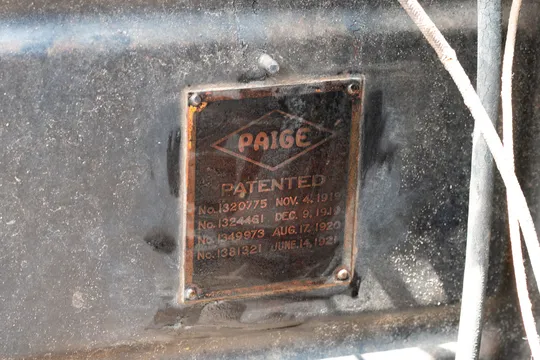 PAIGE
PATENTED
No. 1320775 NOV. 4, 1919
No. 1324461 DEC. 9, 1919
No. 1349973 AUG. 17, 1920
No. 1381321 JUNE. 14, 1921